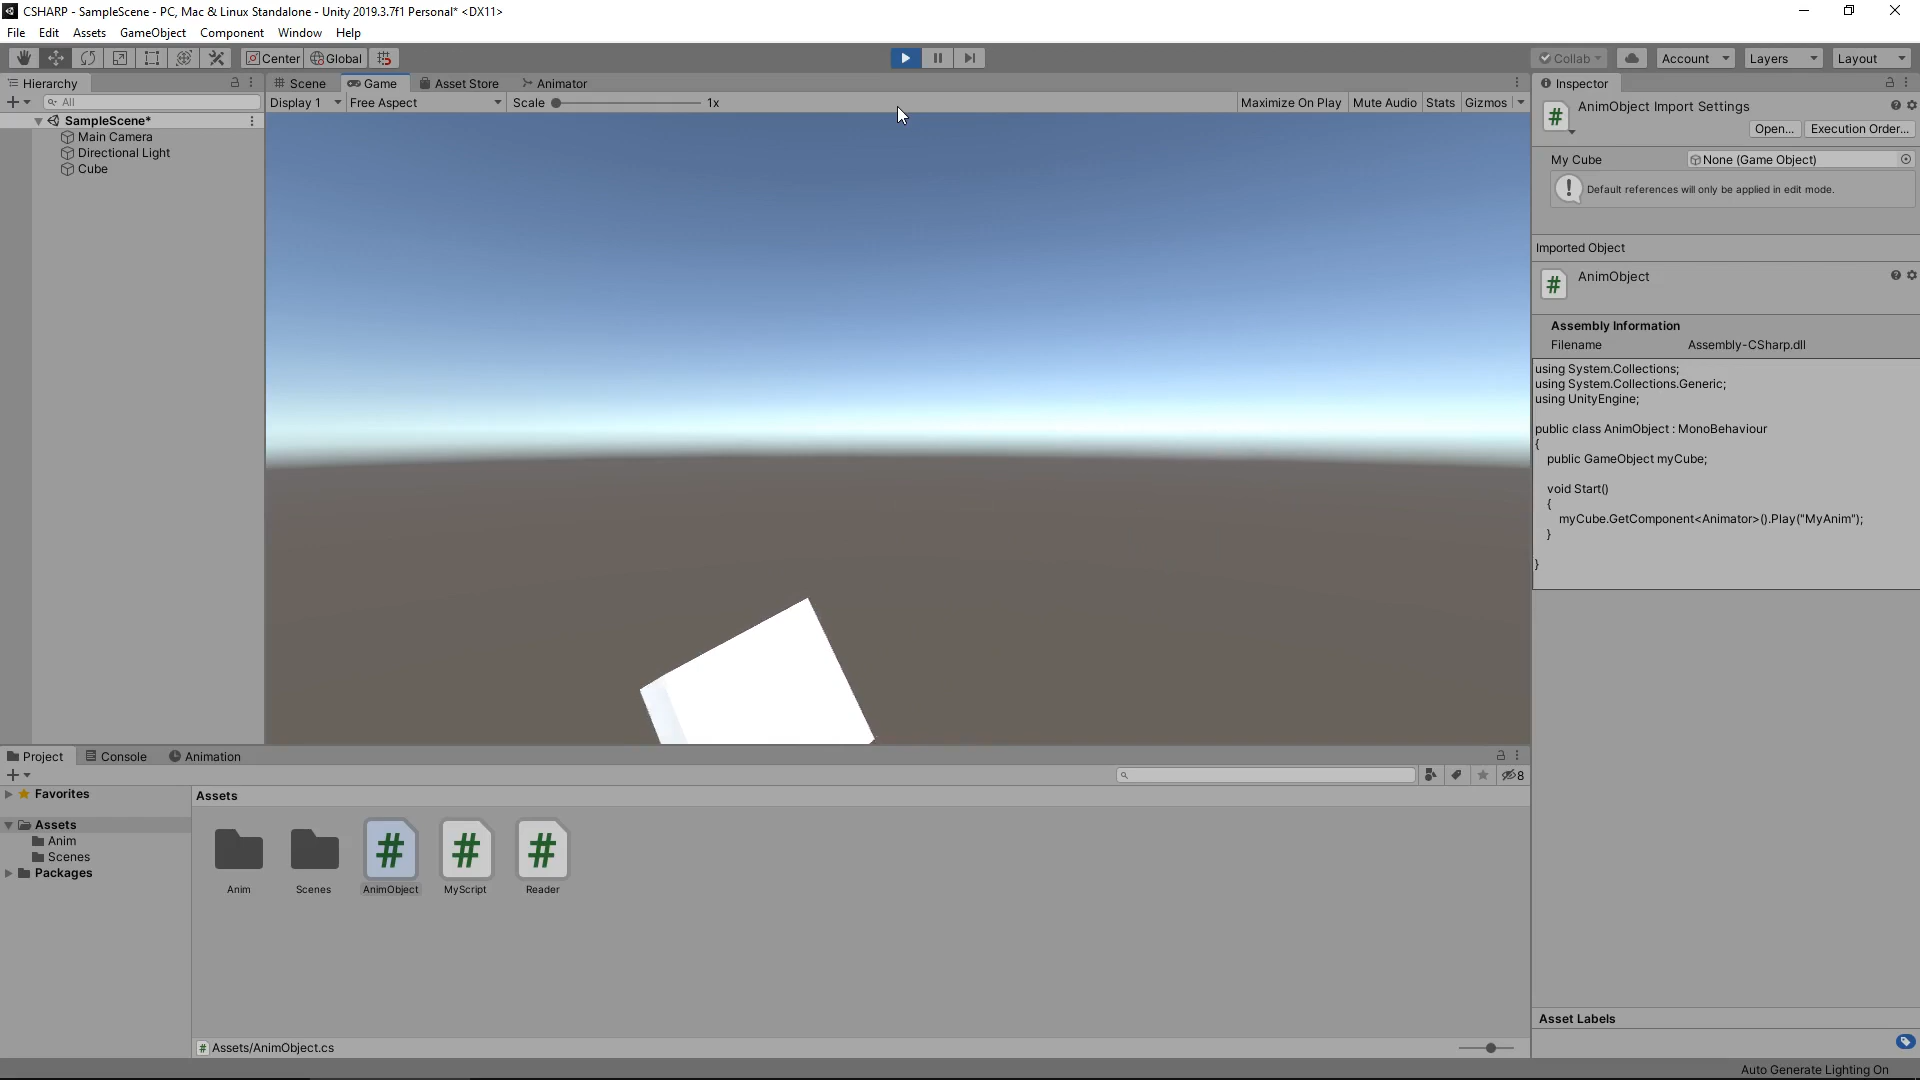 CSHARP - SampleScene - PC, Mac & Linux Standalone - Unity 2019.3.7f1 Personal* <DX11>
File Edit Assets GameObject Component Window Help
Center Global Collab Account Layers Layout
Hierarchy Scene Game Asset Store Animator Inspector
All Display 1 Free Aspect Scale 1x Maximize On Play Mute Audio Stats Gizmos
SampleScene*
Main Camera
Directional Light
Cube
AnimObject Import Settings
Open... Execution Order...
My Cube None (Game Object)
Default references will only be applied in edit mode.
Imported Object
# AnimObject
Assembly Information
Filename Assembly-CSharp.dll
using System.Collections;
using System.Collections.Generic;
using UnityEngine;
public class AnimObject : MonoBehaviour
{
public GameObject myCube;
void Start()
{
myCube.GetComponent<Animator>().Play("MyAnim");
}
}
Project Console Animation
8
Favorites
Assets
Anim
Scenes
Packages
Assets
# # #
Anim Scenes AnimObject MyScript Reader
# Assets/AnimObject.cs
Asset Labels
Auto Generate Lighting On